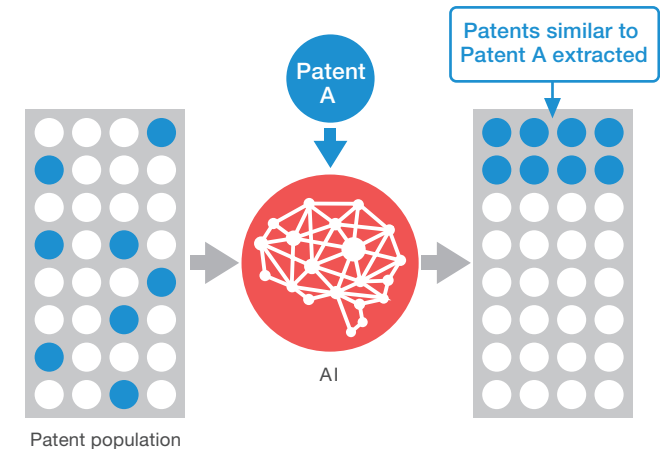 Patents similar to
Patent A extracted
Patent
A
AI
Patent population